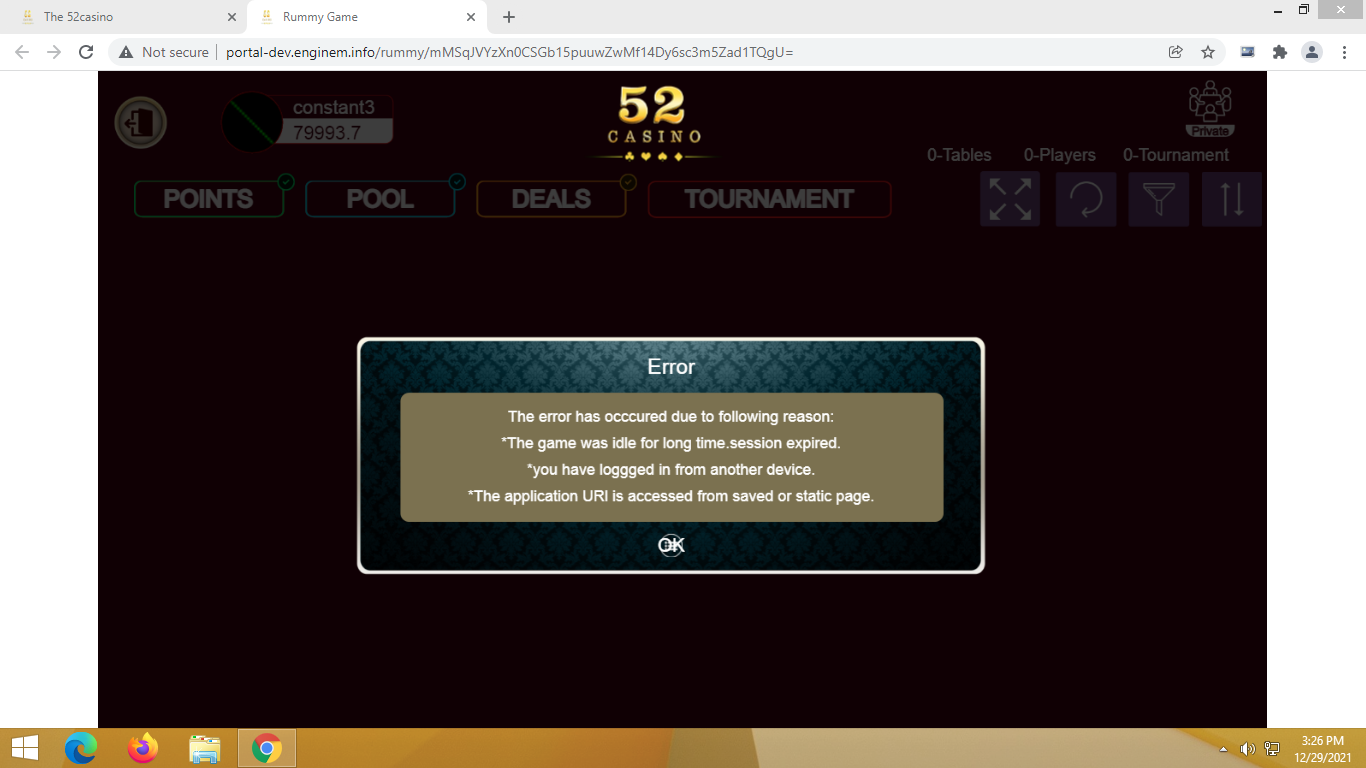 The 52casino
Rummy Game
Not secure
portal-dev.enginem.info/rummy/mMSqJVYzXn0CSGb15puuwZwMf14Dy6sc3m5Zad1TQgU=
constant3
79993.7
52
CASINO
Private
0-Tables 0-Players 0-Tournament
POINTS POOL DEALS TOURNAMENT
Error
The error has occcured due to following reason:
*The game was idle for long time.session expired.
*you have loggged in from another device.
*The application URI is accessed from saved or static page.
OK
3:26 PM
12/29/2021